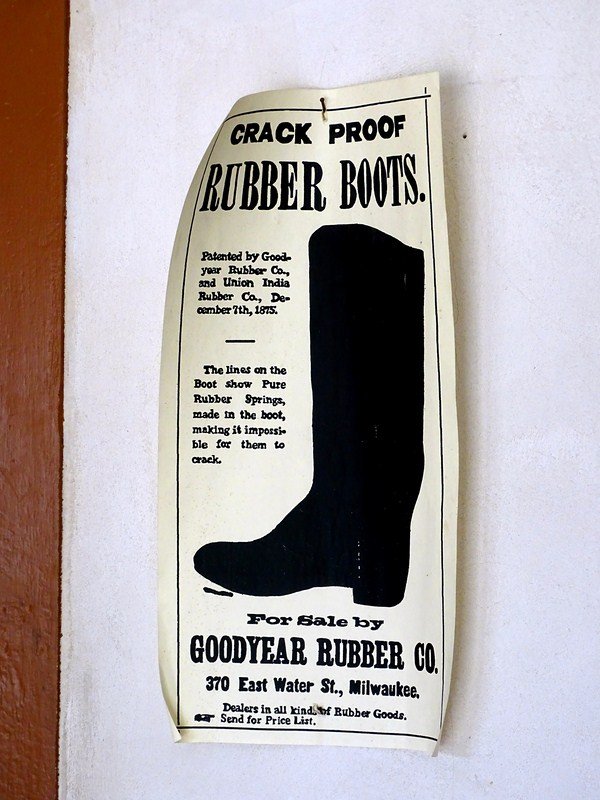 CRACK PROOF
RUBBER BOOTS.
Patented by Good-
year Rubber Co.,
and Union India
Rubber Co., De-
cember 7th, 1875.
The lines on the
Boot show Pure
Rubber Springs,
made in the boot,
making it impossi-
ble for them to
crack.
For Sale by
GOODYEAR RUBBER CO.
370 East Water St., Milwaukee.
Dealers in all kinds of Rubber Goods.
Send for Price List.